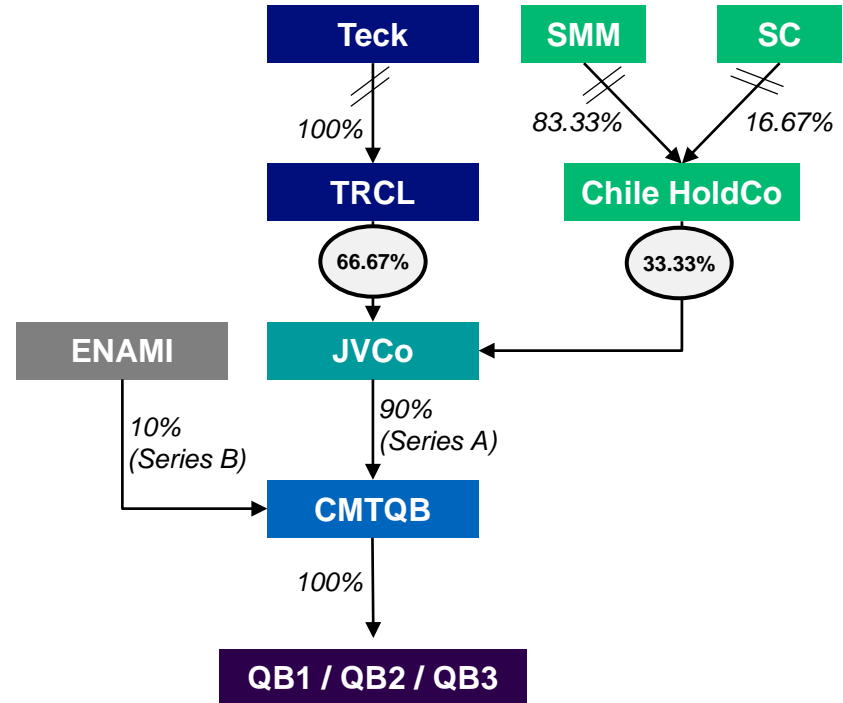 Teck
SMM
SC
100%
83.33%
16.67%
TRCL
Chile HoldCo
66.67%
33.33%
ENAMI
JVCo
10%
(Series B)
90%
(Series A)
CMTQB
100%
QB1 / QB2 / QB3